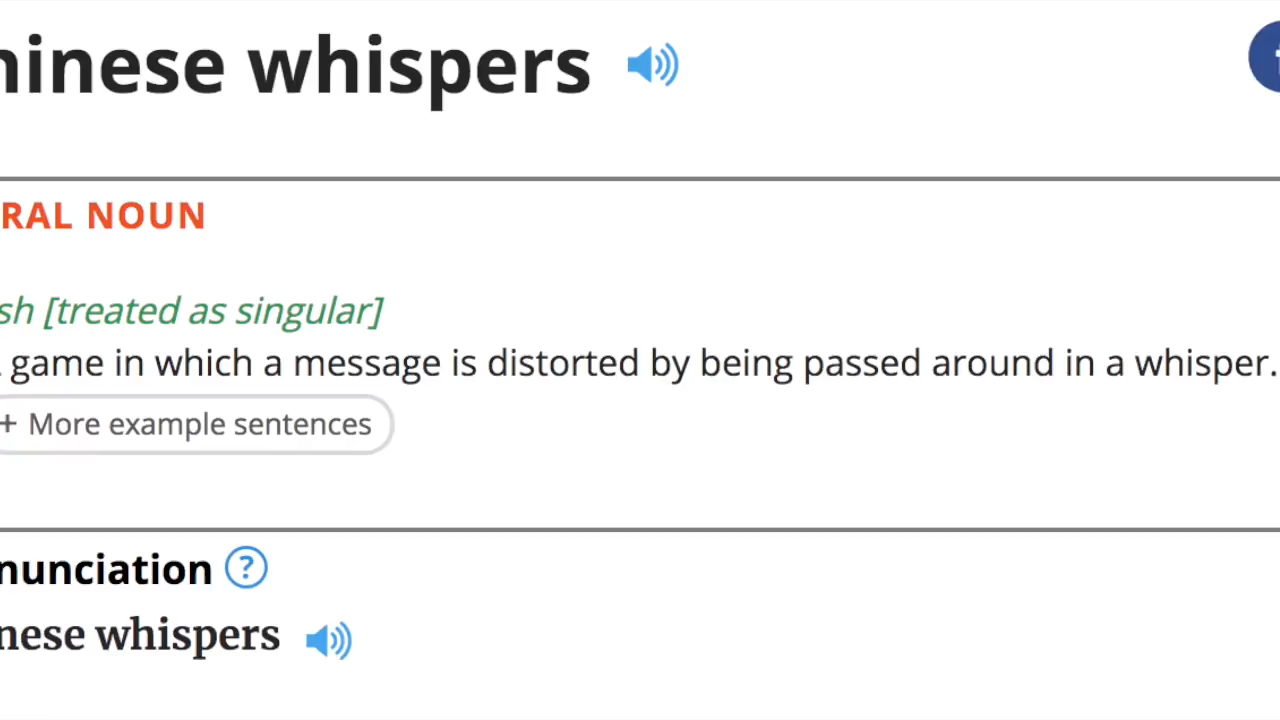 hinese whispers
RAL NOUN
sh [treated as singular]
game in which a message is distorted by being passed around in a whisper.
+ More example sentences
nunciation ?
nese whispers